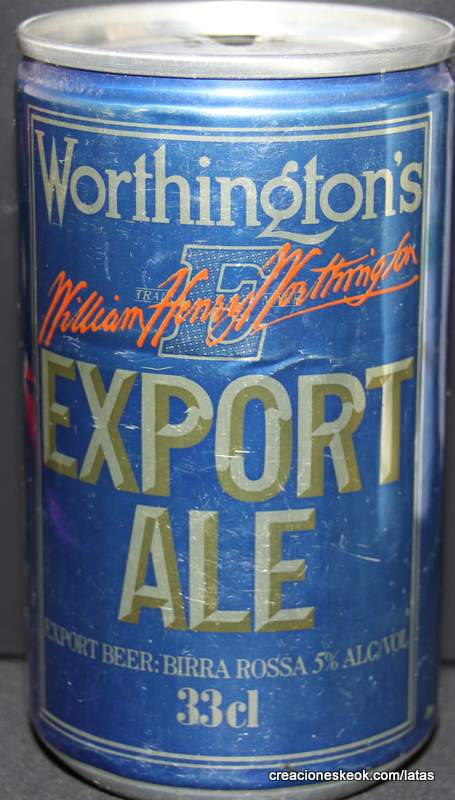 Worthington's
E
William Henry Worthington
EXPORT
ALE
EXPORT BEER: BIRRA ROSSA 5% ALC/VOL
33cl
creacioneskeok.com/latas